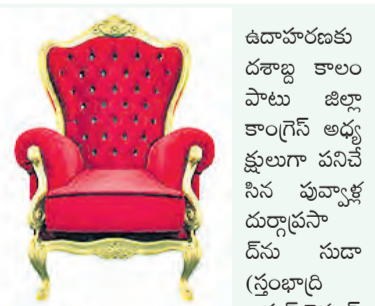 ఉదాహరణకు
దశాబ్ద కాలం
పాటు జిల్లా
కాంగ్రెస్ అధ్య
క్షులుగా పనిచే
సిన పువ్వాళ్ల
దుర్గాప్రసా
ద్‌ను సుడా
(స్తంభాద్రి